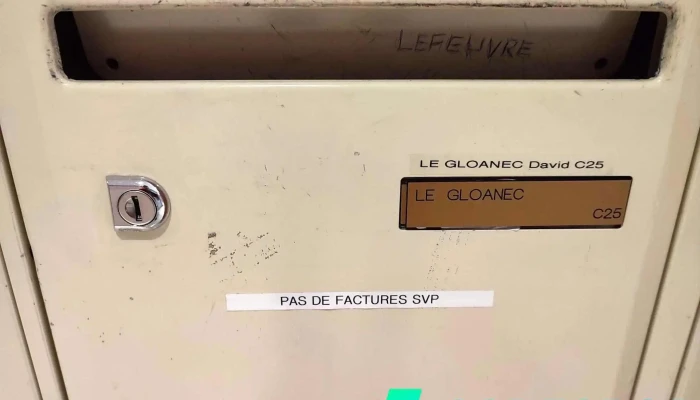 LEFEUVRE
LE GLOANEC David C25
LE GLOANEC
C25
PAS DE FACTURES SVP